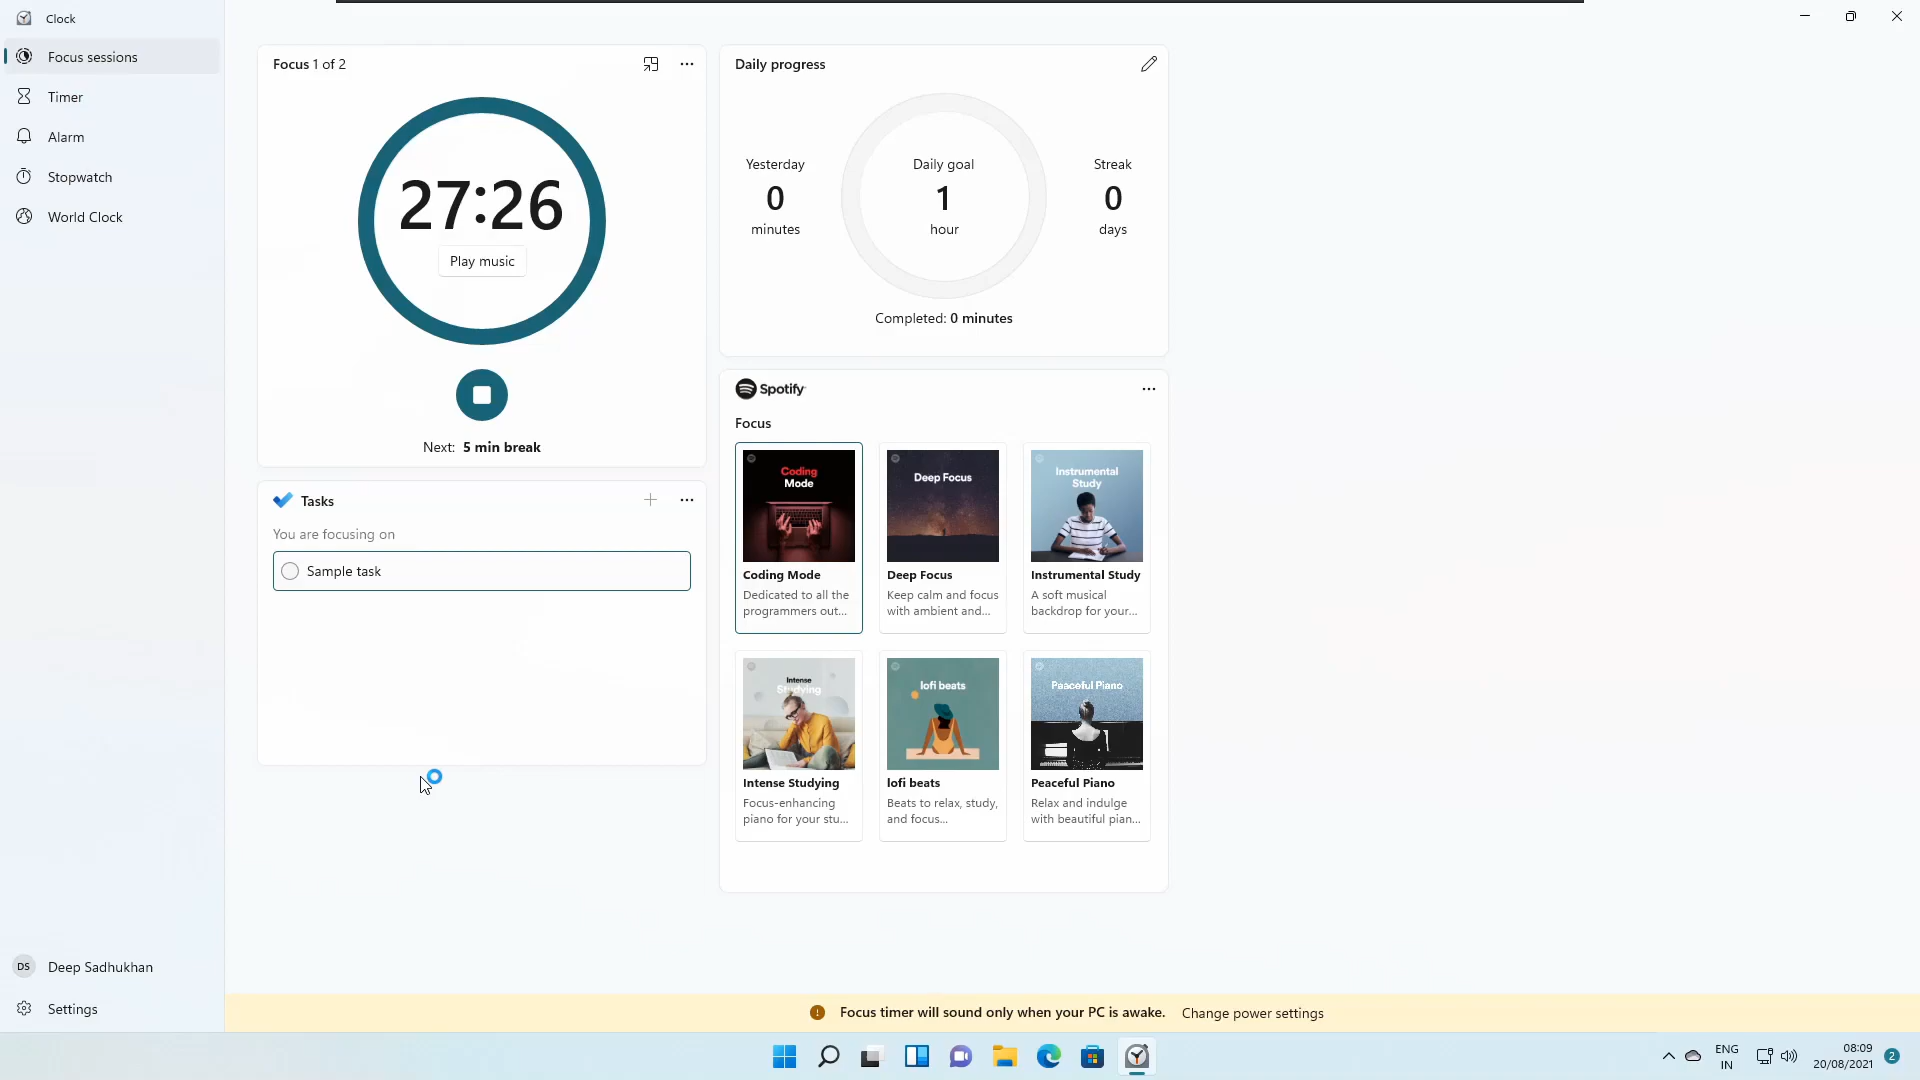 Clock
Focus sessions
Timer
Alarm
Stopwatch
World Clock
Deep Sadhukhan
DS
Settings
Focus 1 of 2
27:26
Play music
Next: 5 min break
Tasks
You are focusing on
Sample task
Daily progress
Yesterday
0
minutes
Daily goal
1
hour
Streak
0
days
Completed: 0 minutes
Spotify
Focus
Coding
Mode
Coding Mode
Dedicated to all the
programmers out...
Deep Focus
Deep Focus
Keep calm and focus
with ambient and...
Instrumental
Study
Instrumental Study
A soft musical
backdrop for your...
Intense
Studying
Intense Studying
Focus-enhancing
piano for your stu...
lofi beats
lofi beats
Beats to relax, study,
and focus...
Peaceful Piano
Peaceful Piano
Relax and indulge
with beautiful pian...
Focus timer will sound only when your PC is awake. Change power settings
ENG
IN
08:09
20/08/2021
2